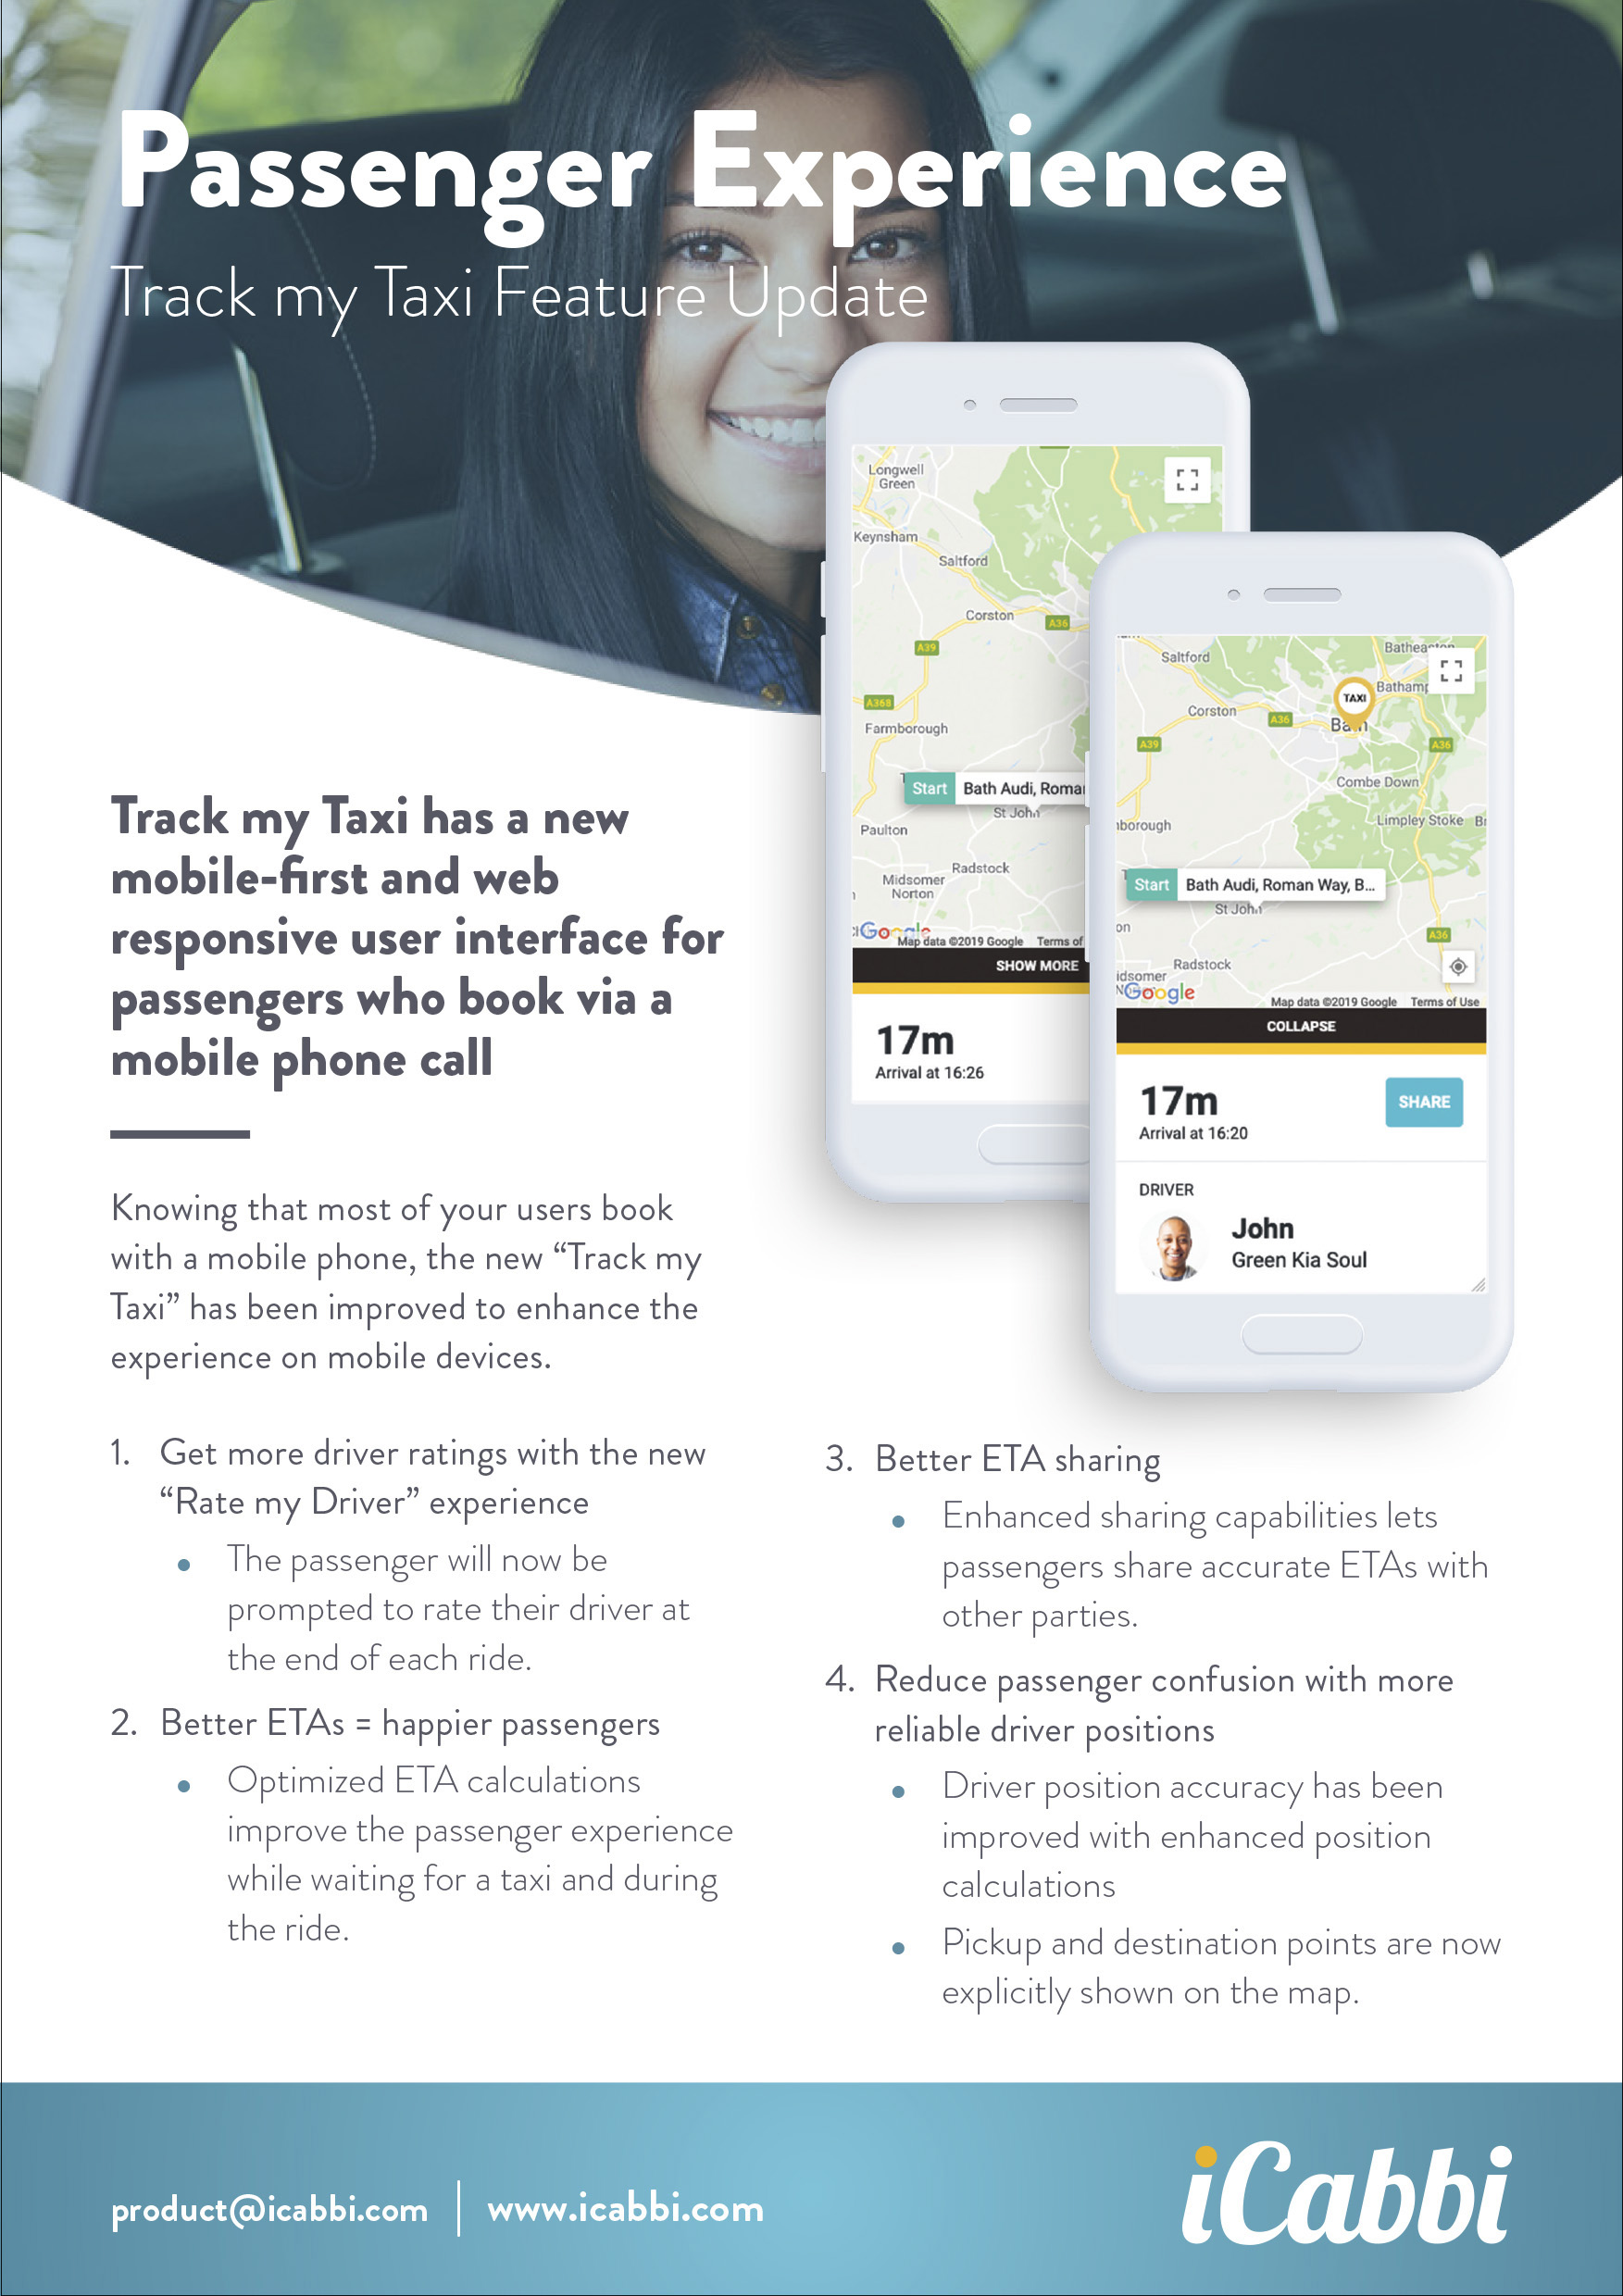 Passenger Experience
Track my Taxi Feature Update
Longwell
Green
Keynsham
Saltford
Corston
A36
A39
A368
Farmborough
Start Bath Audi, Roma
St John
Paulton
Radstock
Midsomer
Norton
Google
Map data ©2019 Google Terms of
SHOW MORE
17m
Arrival at 16:26
Saltford
Bathea
TAXI
Bathamp
Corston
A36
A39
A36
Combe Down
Limpley Stoke
nborough
Start Bath Audi, Roman Way, B...
St John
on
A36
Radstock
idsomer
Google
Map data ©2019 Google Terms of Use
COLLAPSE
17m
SHARE
Arrival at 16:20
DRIVER
John
Green Kia Soul
Track my Taxi has a new
mobile-first and web
responsive user interface for
passengers who book via a
mobile phone call
Knowing that most of your users book
with a mobile phone, the new “Track my
Taxi” has been improved to enhance the
experience on mobile devices.
1. Get more driver ratings with the new
“Rate my Driver” experience
• The passenger will now be
prompted to rate their driver at
the end of each ride.
2. Better ETAs = happier passengers
• Optimized ETA calculations
improve the passenger experience
while waiting for a taxi and during
the ride.
3. Better ETA sharing
• Enhanced sharing capabilities lets
passengers share accurate ETAs with
other parties.
4. Reduce passenger confusion with more
reliable driver positions
• Driver position accuracy has been
improved with enhanced position
calculations
• Pickup and destination points are now
explicitly shown on the map.
product@icabbi.com | www.icabbi.com
iCabbi